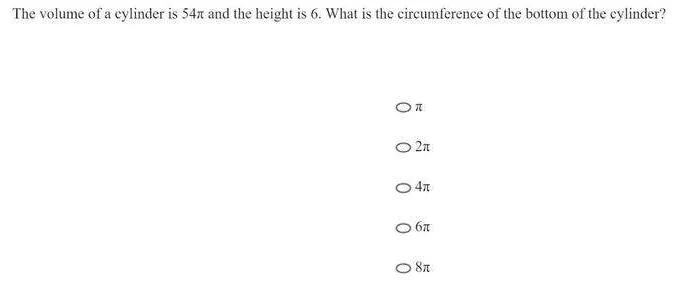 The volume of a cylinder is 54π and the height is 6. What is the circumference of the bottom of the cylinder?
π
2π
4π
6π
8π